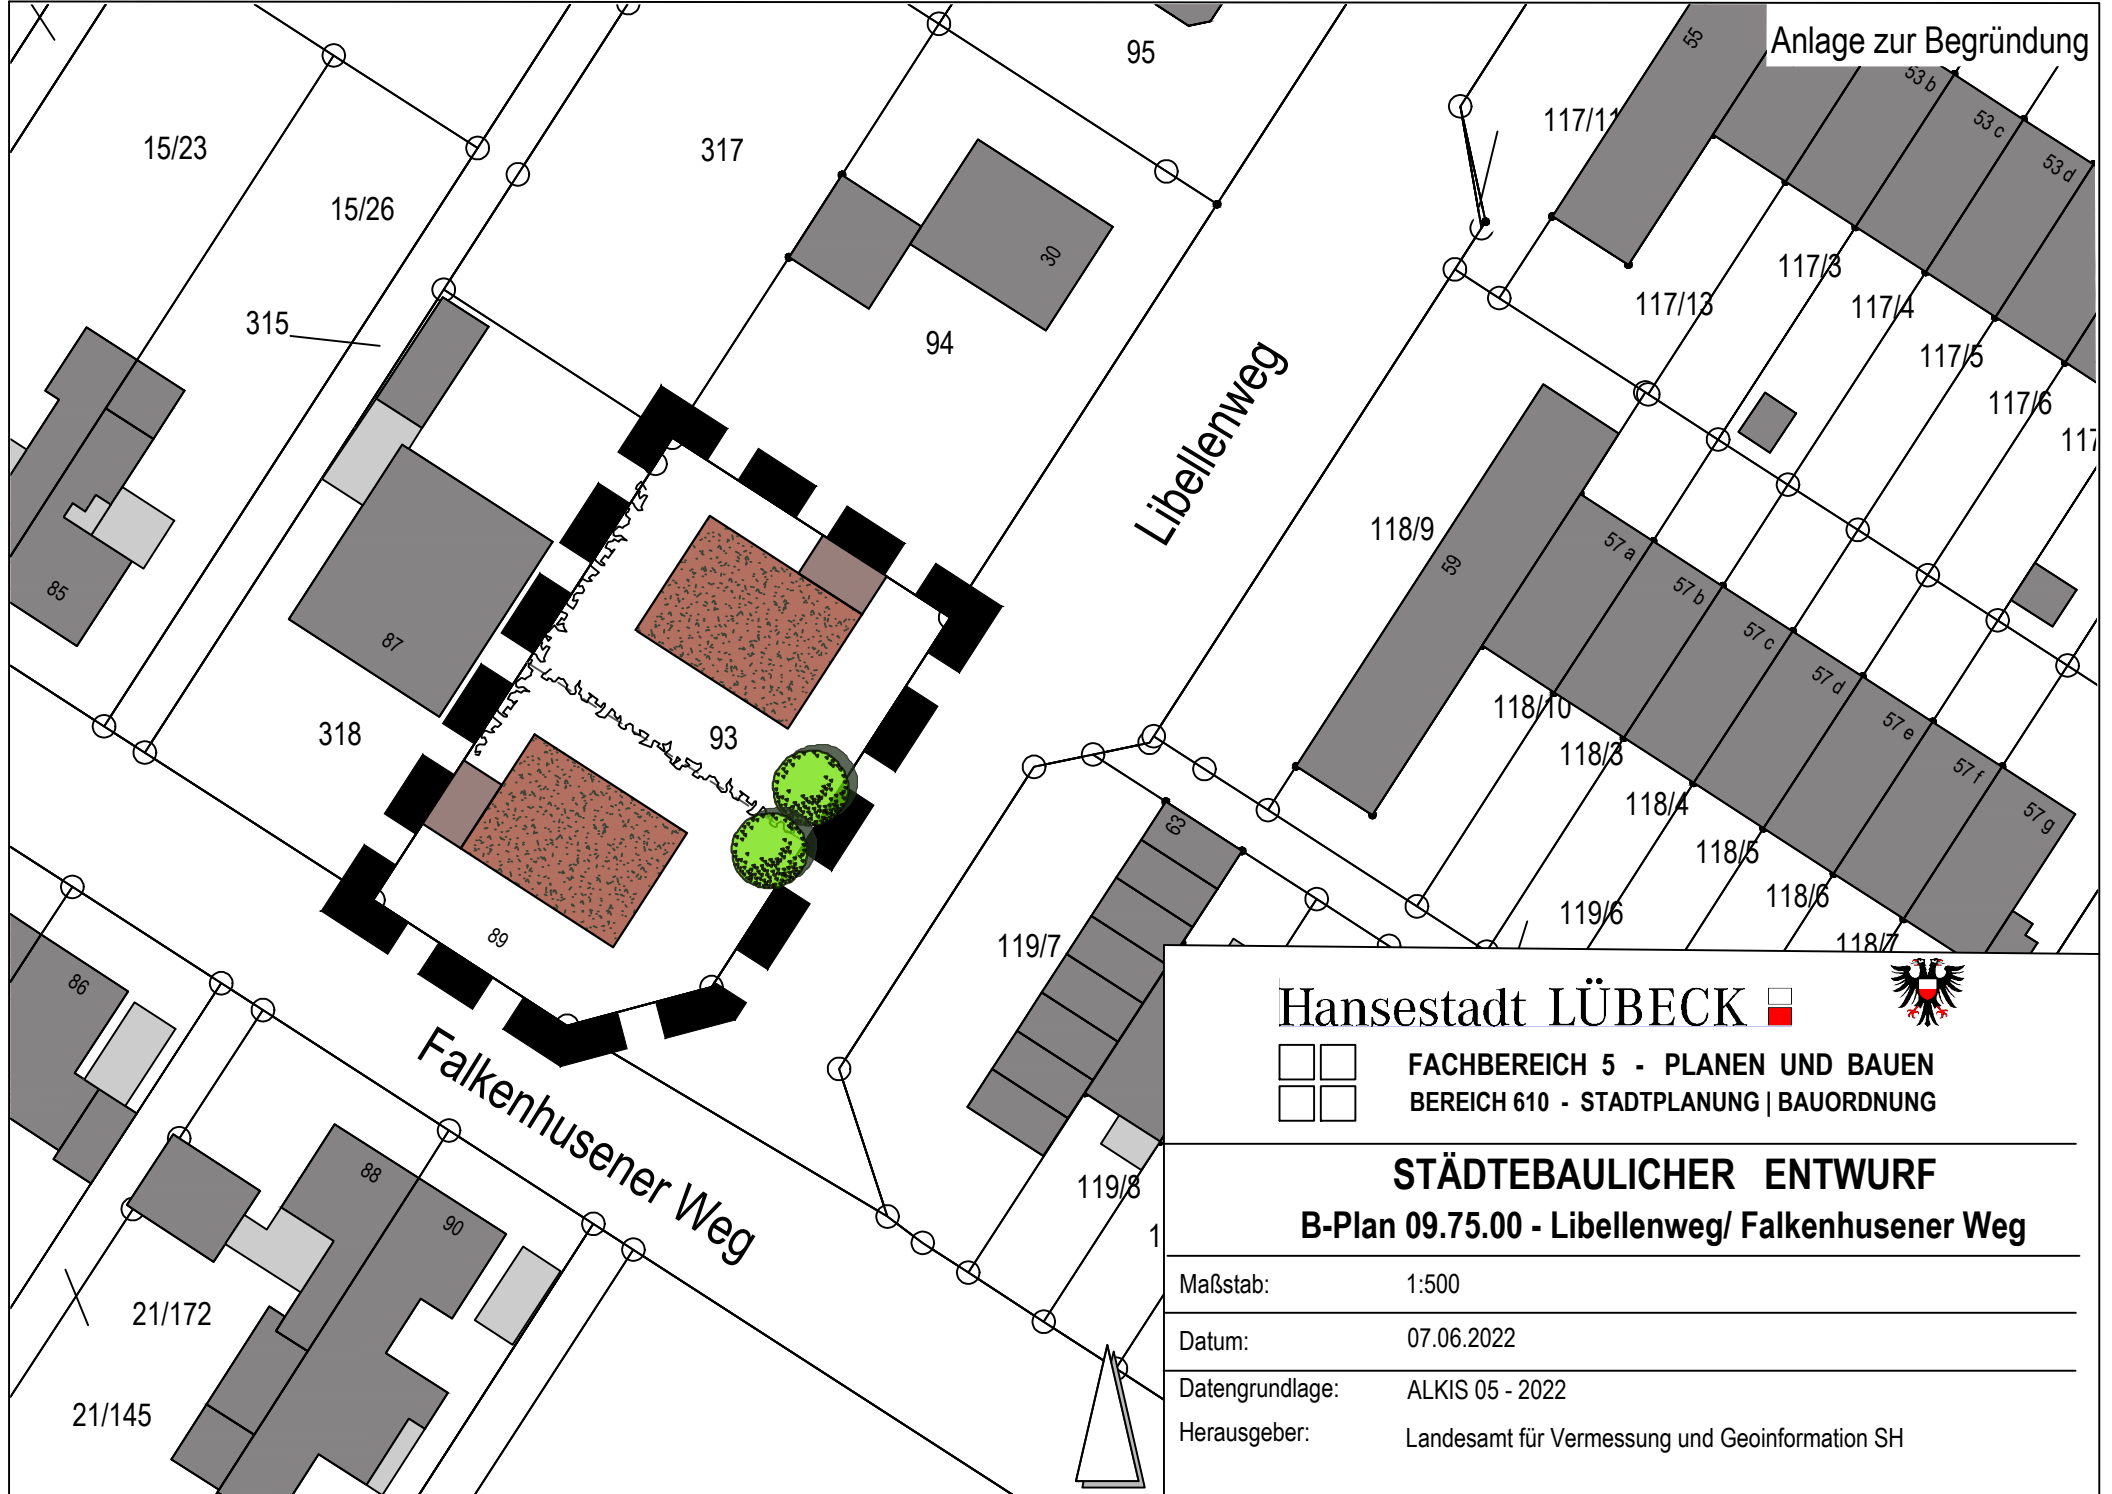 Anlage zur Begründung
95
55
53 b
53 c
53 d
15/23
317
117/11
15/26
30
117/3
117/13
117/4
315
94
117/5
117/6
117
Libellenweg
118/9
59
57 a
57 b
57 c
57 d
57 e
57 f
57 g
85
87
318
93
118/10
118/3
118/4
118/5
118/6
118/7
63
119/6
119/7
89
86
Falkenhusener Weg
88
90
119/8
1
21/172
21/145
Hansestadt LÜBECK
FACHBEREICH 5 - PLANEN UND BAUEN
BEREICH 610 - STADTPLANUNG | BAUORDNUNG
STÄDTEBAULICHER ENTWURF
B-Plan 09.75.00 - Libellenweg/ Falkenhusener Weg
Maßstab: 1:500
Datum: 07.06.2022
Datengrundlage: ALKIS 05 - 2022
Herausgeber: Landesamt für Vermessung und Geoinformation SH